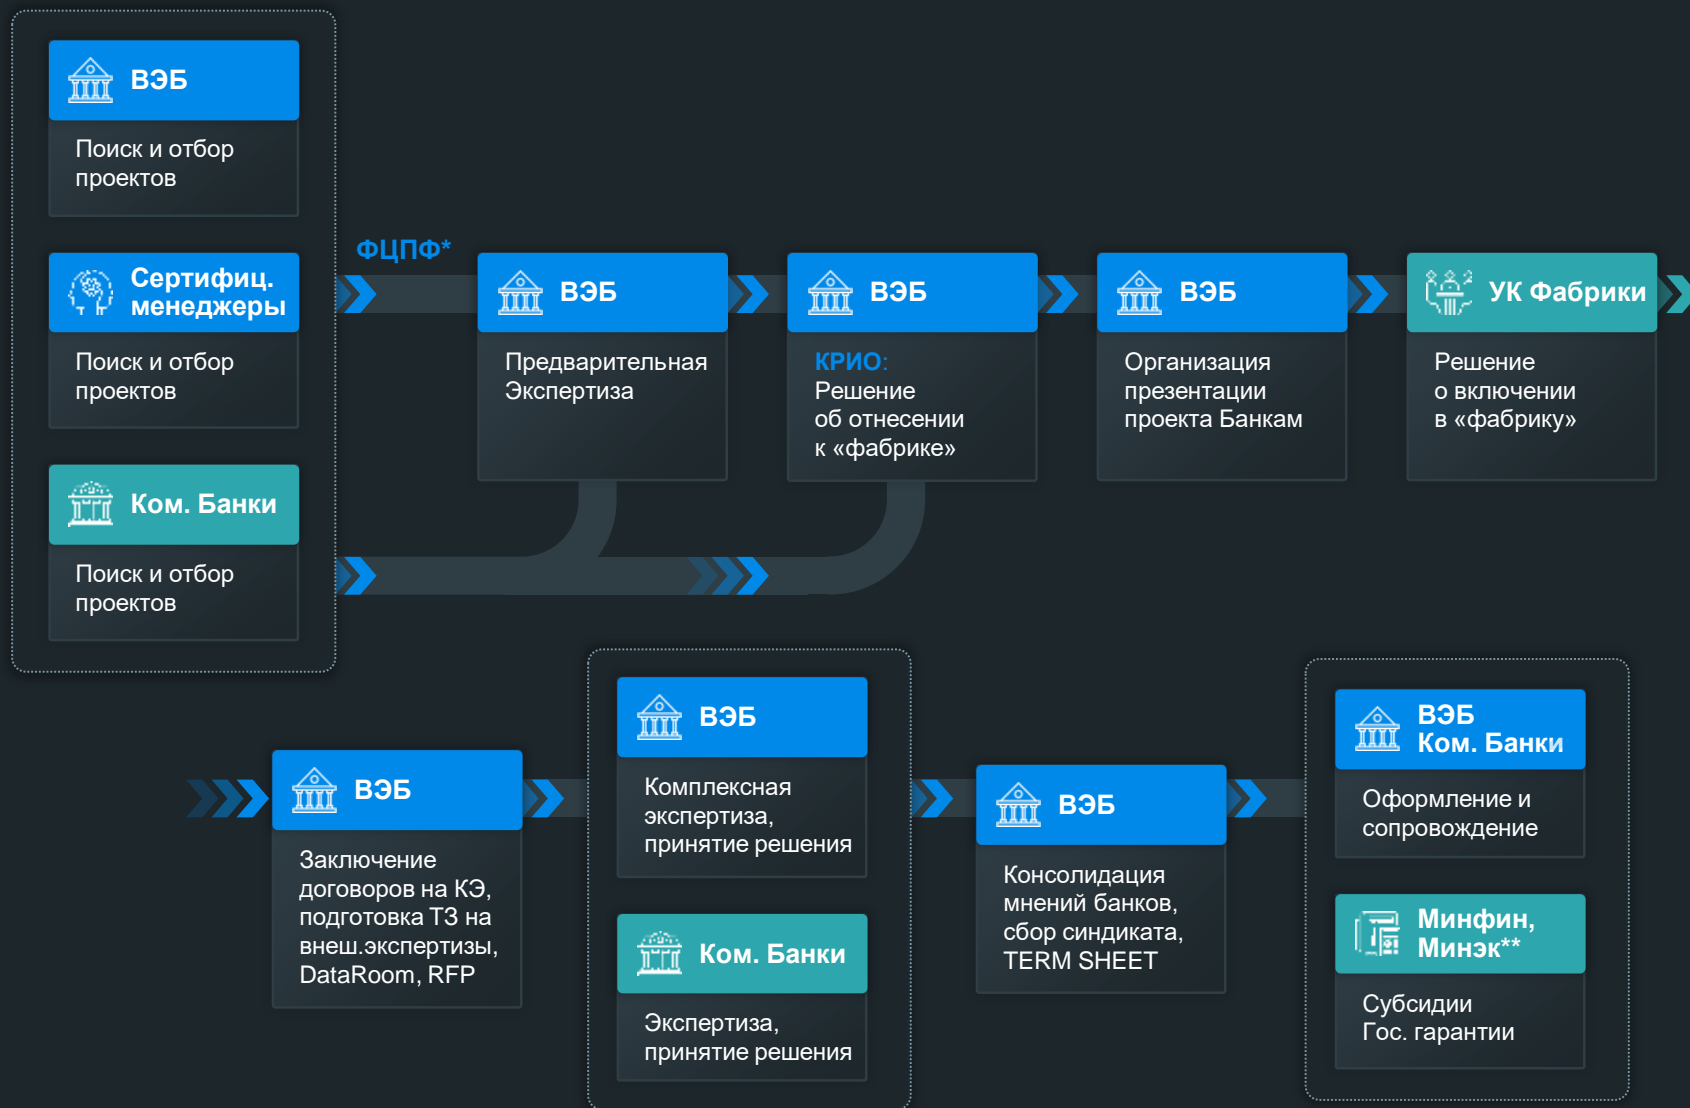 ВЭБ
Поиск и отбор
проектов
Сертифиц.
менеджеры
Поиск и отбор
проектов
Ком. Банки
Поиск и отбор
проектов
ФЦПФ*
ВЭБ
Предварительная
Экспертиза
ВЭБ
КРИО:
Решение
об отнесении
к «фабрике»
ВЭБ
Организация
презентации
проекта Банкам
УК Фабрики
Решение
о включении
в «фабрику»
ВЭБ
Заключение
договоров на КЭ,
подготовка ТЗ на
внеш.экспертизы,
DataRoom, RFP
ВЭБ
Комплексная
экспертиза,
принятие решения
Ком. Банки
Экспертиза,
принятие решения
ВЭБ
Консолидация
мнений банков,
сбор синдиката,
TERM SHEET
ВЭБ
Ком. Банки
Оформление и
сопровождение
Минфин,
Минэк**
Субсидии
Гос. гарантии